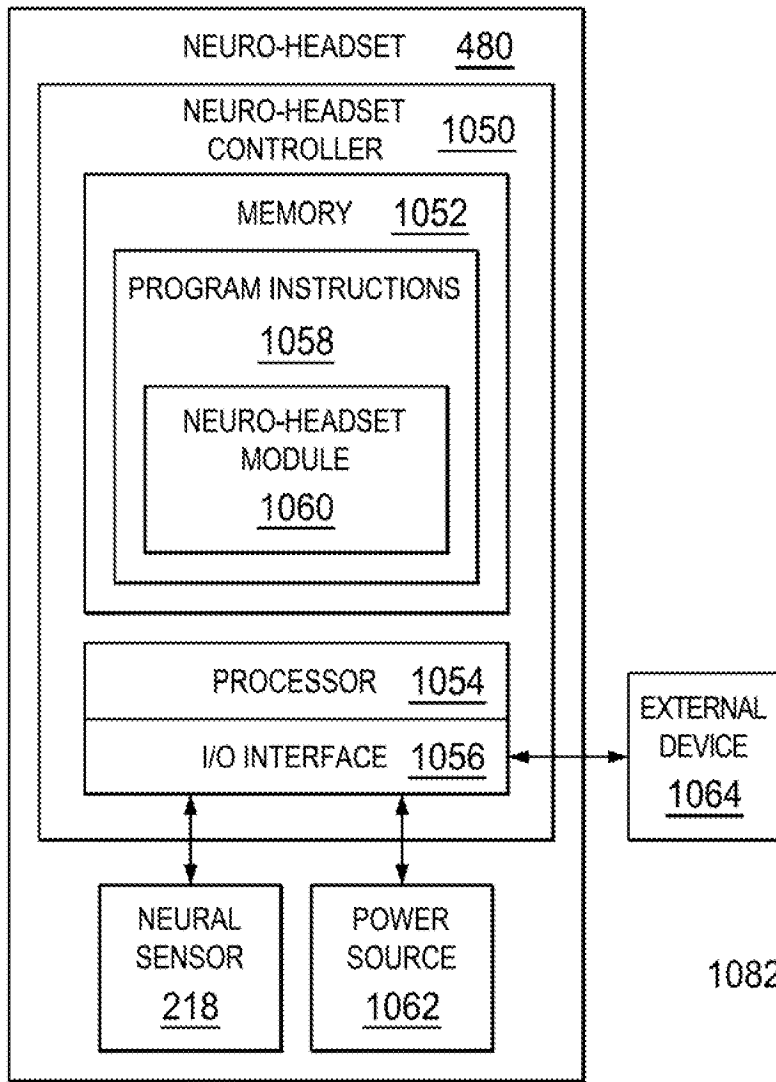 NEURO-HEADSET 480
NEURO-HEADSET
CONTROLLER 1050
MEMORY 1052
PROGRAM INSTRUCTIONS
1058
NEURO-HEADSET
MODULE
1060
PROCESSOR 1054
I/O INTERFACE 1056
EXTERNAL
DEVICE
1064
NEURAL
SENSOR
218
POWER
SOURCE
1062
1082